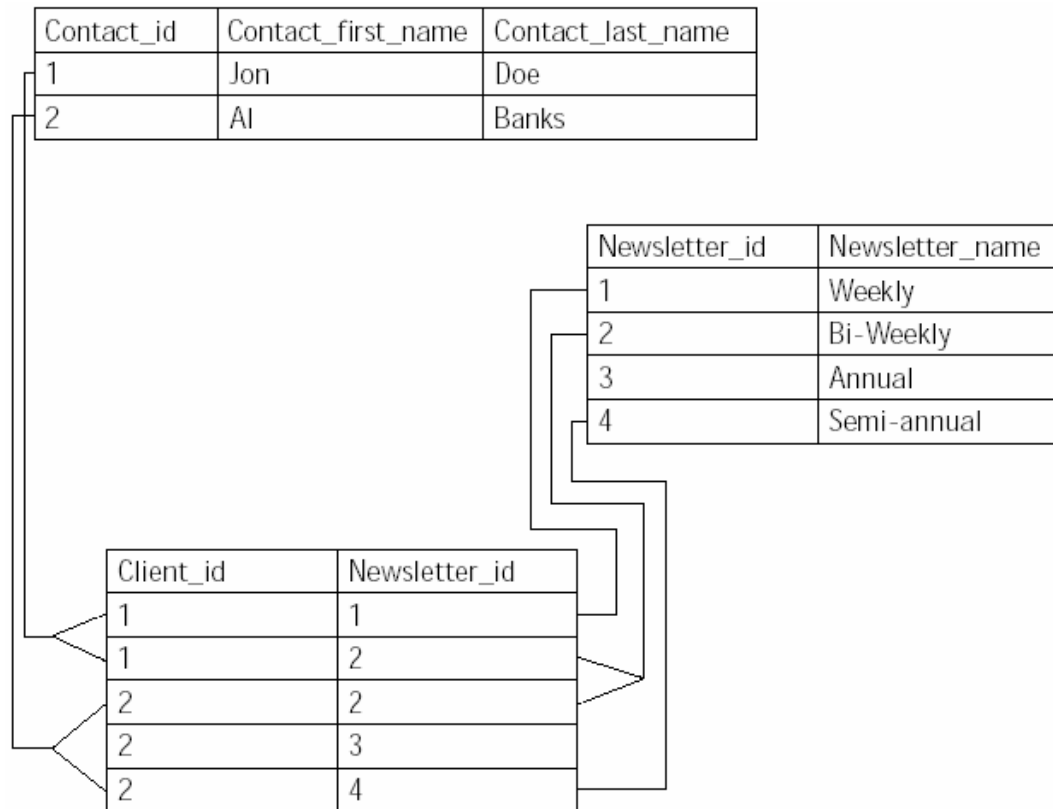 Contact_id Contact_first_name Contact_last_name
1 Jon Doe
2 Al Banks
Newsletter_id Newsletter_name
1 Weekly
2 Bi-Weekly
3 Annual
4 Semi-annual
Client_id Newsletter_id
1 1
1 2
2 2
2 3
2 4